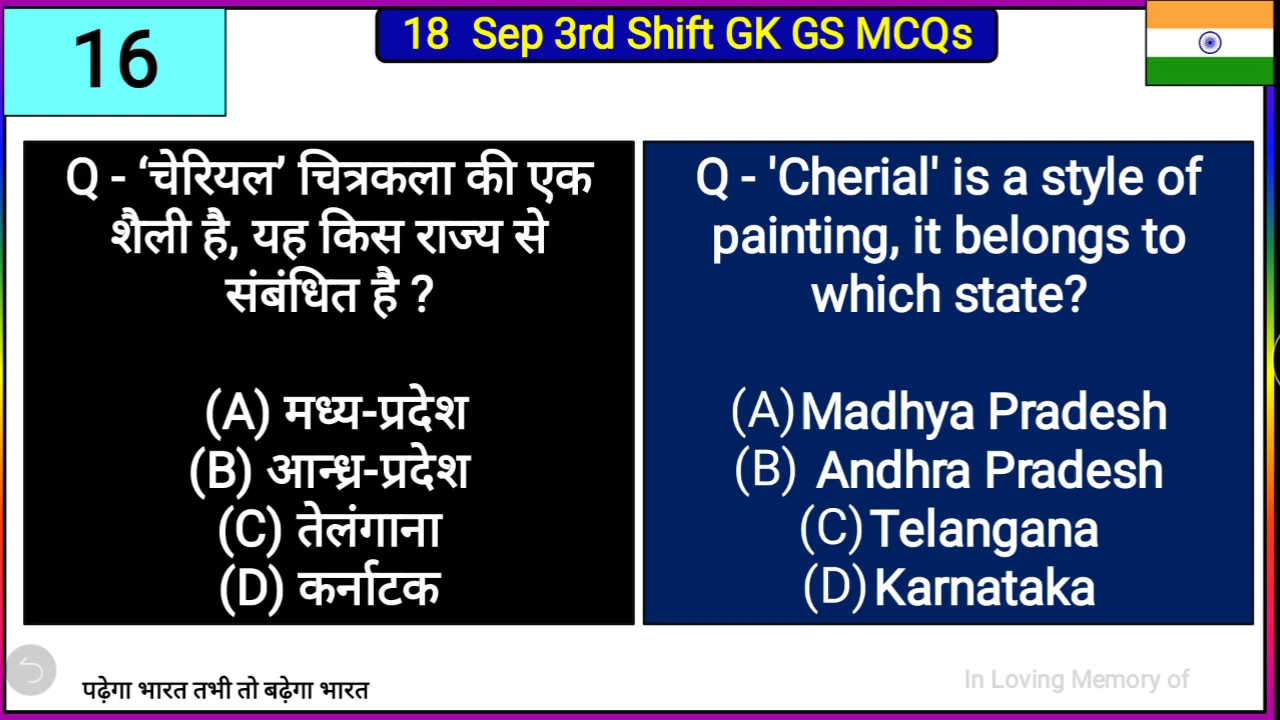 16
18 Sep 3rd Shift GK GS MCQs
Q - ‘चेरियल’ चित्रकला की एक
शैली है, यह किस राज्य से
संबंधित है ?
(A) मध्य-प्रदेश
(B) आन्ध्र-प्रदेश
(C) तेलंगाना
(D) कर्नाटक
Q - 'Cherial' is a style of
painting, it belongs to
which state?
(A) Madhya Pradesh
(B) Andhra Pradesh
(C) Telangana
(D) Karnataka
पढ़ेगा भारत तभी तो बढ़ेगा भारत
In Loving Memory of